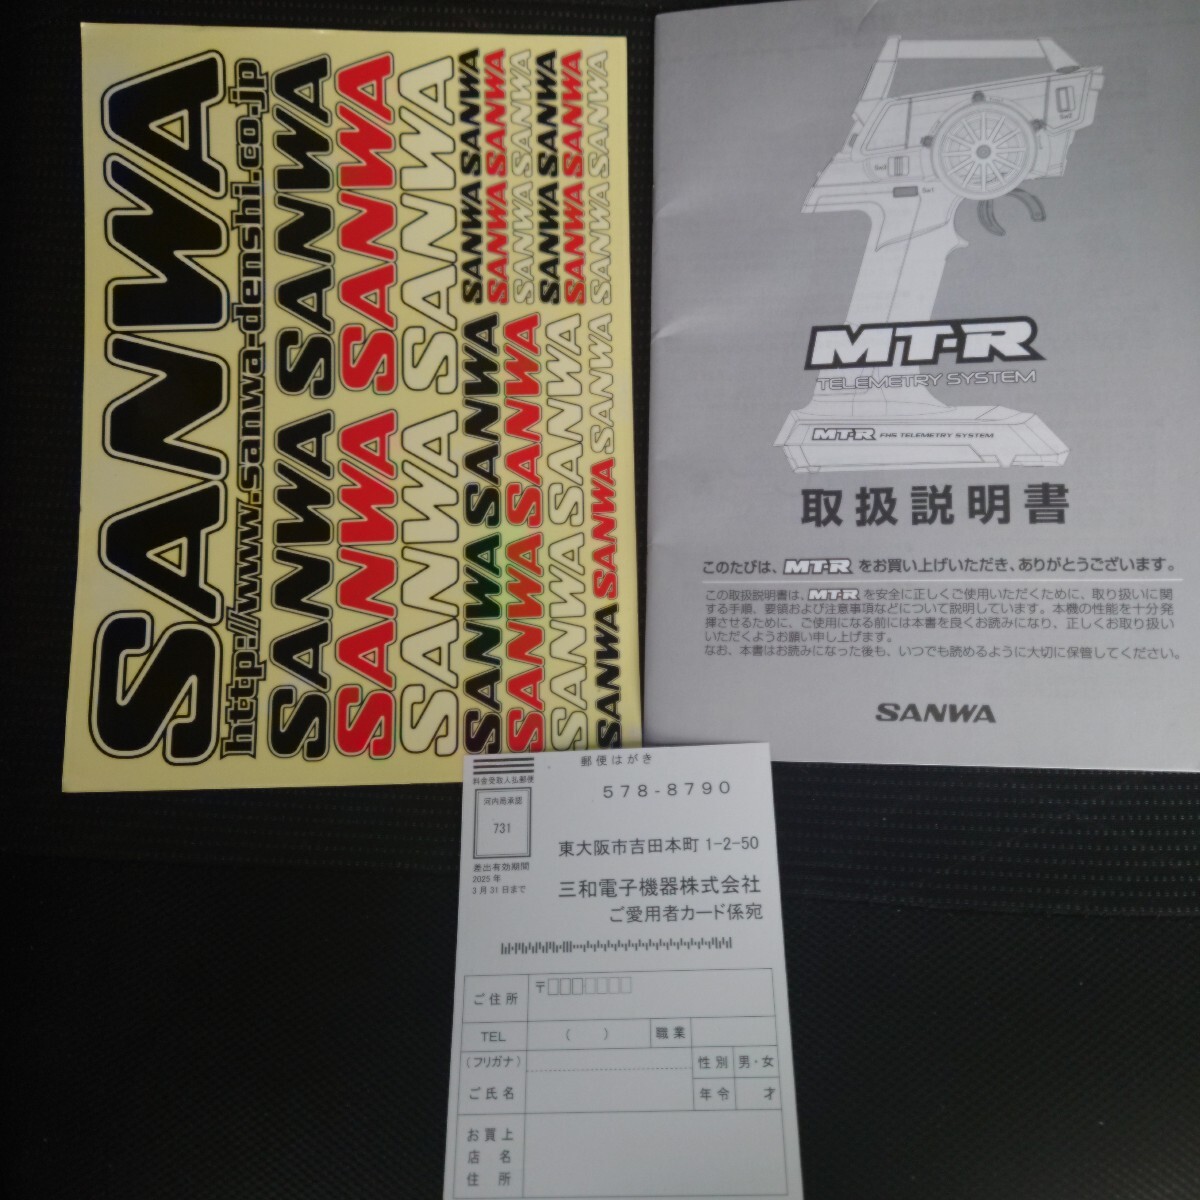 SANWA
http://www.sanwa-denshi.co.jp
SANWA SANWA
SANWA SANWA
SANWA SANWA
SANWA SANWA
SANWA SANWA
SANWA SANWA
SANWA SANWA
SANWA SANWA
SANWA SANWA
SANWA SANWA
SANWA SANWA
SANWA SANWA
SANWA SANWA SANWA
MT-R
TELEMETRY SYSTEM
MT-R FH5 TELEMETRY SYSTEM
取扱説明書
このたびは、MT-Rをお買い上げいただき、ありがとうございます。
この取扱説明書は、MT-Rを安全に正しくご使用いただくために、取り扱いに関
する手順、要領および注意事項などについて説明しています。本機の性能を十分発
揮させるために、ご使用になる前には本書を良くお読みになり、正しくお取り扱い
いただくようお願い申し上げます。
なお、本書はお読みになった後も、いつでも読めるように大切に保管してください。
SANWA
郵便はがき
料金受取人払郵便
578-8790
河内局承認
731
差出有効期間
2025年
3月31日まで
東大阪市吉田本町1-2-50
三和電子機器株式会社
ご愛用者カード係宛
ご住所
〒
TEL
( )
職業
(フリガナ)
ご氏名
性別
男・女
年令
才
お買上
店名
住所